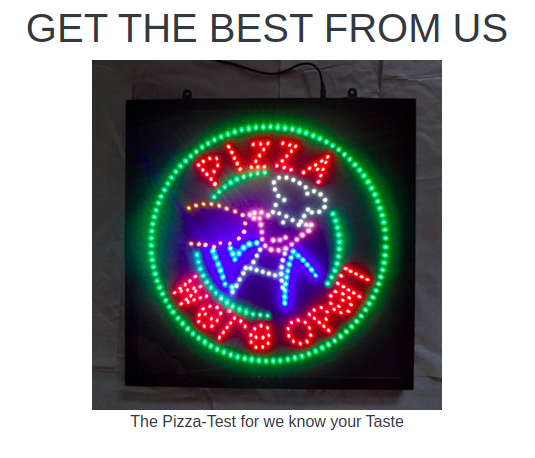 GET THE BEST FROM US
PIZZA
We're OPEN
The Pizza-Test for we know your Taste